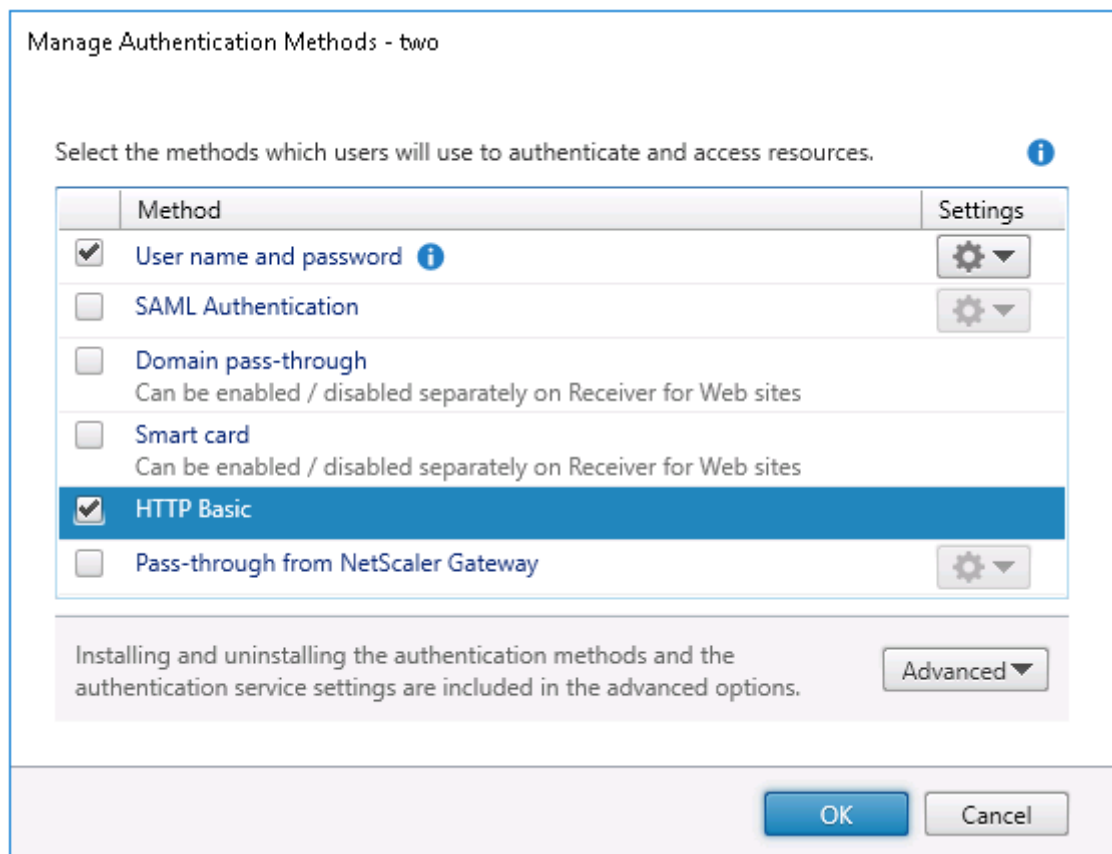 Manage Authentication Methods - two
Select the methods which users will use to authenticate and access resources.
Method Settings
User name and password
SAML Authentication
Domain pass-through
Can be enabled / disabled separately on Receiver for Web sites
Smart card
Can be enabled / disabled separately on Receiver for Web sites
HTTP Basic
Pass-through from NetScaler Gateway
Installing and uninstalling the authentication methods and the
authentication service settings are included in the advanced options.
Advanced
OK Cancel